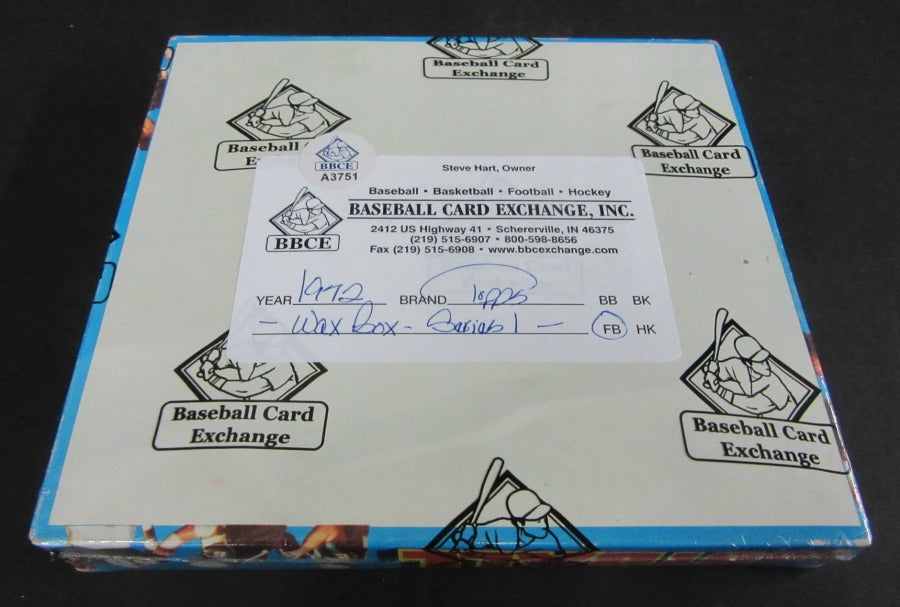 Baseball Card
Exchange
Baseball Card
E
Baseball Card
Exchange
BBCE
A3751
Steve Hart, Owner
Baseball • Basketball • Football • Hockey
BASEBALL CARD EXCHANGE, INC.
BBCE
2412 US Highway 41 • Schererville, IN 46375
(219) 515-6907 • 800-598-8656
Fax (219) 515-6908 • www.bbcexchange.com
YEAR 1972 BRAND Topps BB BK
- Wax Box - Series 1 - FB HK
Baseball Card
Exchange
Baseball Card
Exchange